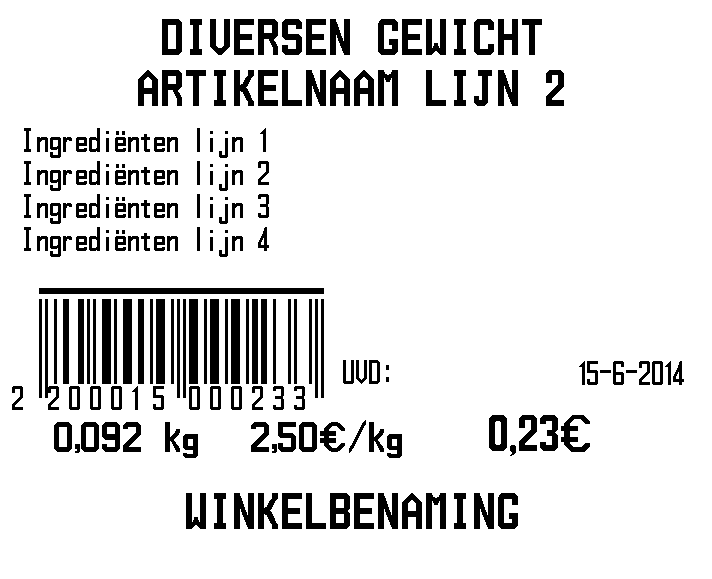 DIVERSEN GEWICHT
ARTIKELNAAM LIJN 2
Ingrediënten lijn 1
Ingrediënten lijn 2
Ingrediënten lijn 3
Ingrediënten lijn 4
UVD: 15-6-2014
2 200015 000233
0,092 kg 2,50€/kg 0,23€
WINKELBENAMING